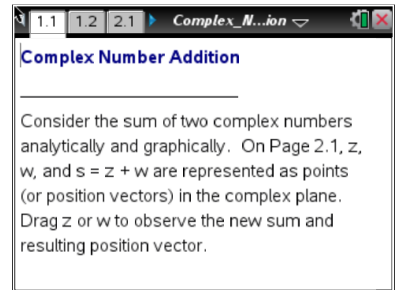 1.1 1.2 2.1 Complex_N...ion
Complex Number Addition
Consider the sum of two complex numbers
analytically and graphically. On Page 2.1, z,
w, and s = z + w are represented as points
(or position vectors) in the complex plane.
Drag z or w to observe the new sum and
resulting position vector.